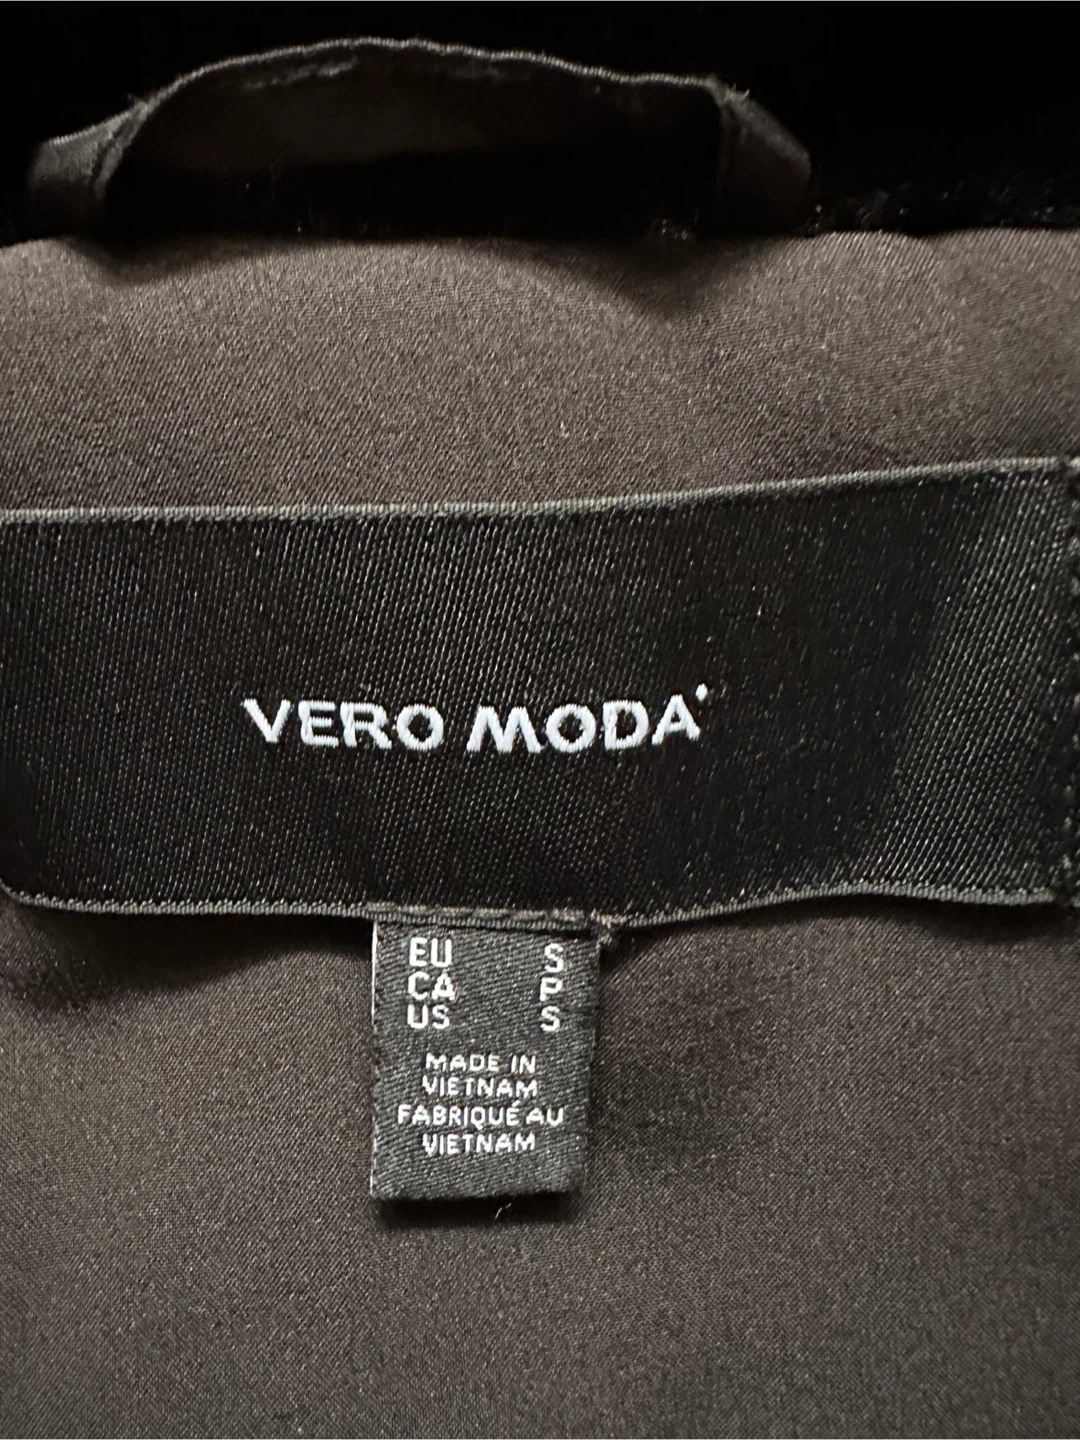 VERO MODA
EU S
CA P
US S
MADE IN
VIETNAM
FABRIQUÉ AU
VIETNAM